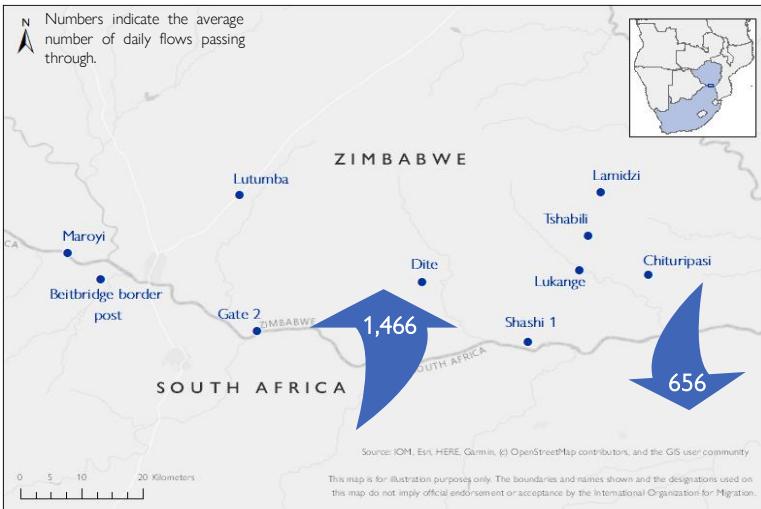 N
Numbers indicate the average
number of daily flows passing
through.
ZIMBABWE
Lutumba
Lamidzi
Tshabili
CA
Maroyi
Dite
Chituripasi
Lukange
Beitbridge border
post
Gate 2
ZIMBABWE
1,466
Shashi 1
OUTH AFRICA
SOUTH AFRICA
656
Source: IOM, Esri, HERE, Garmin, (c) OpenStreetMap contributors, and the GIS user community
0 5 10 20 Kilometers
This map is for illustration purposes only. The boundaries and names shown and the designations used on
this map do not imply official endorsement or acceptance by the International Organization for Migration.